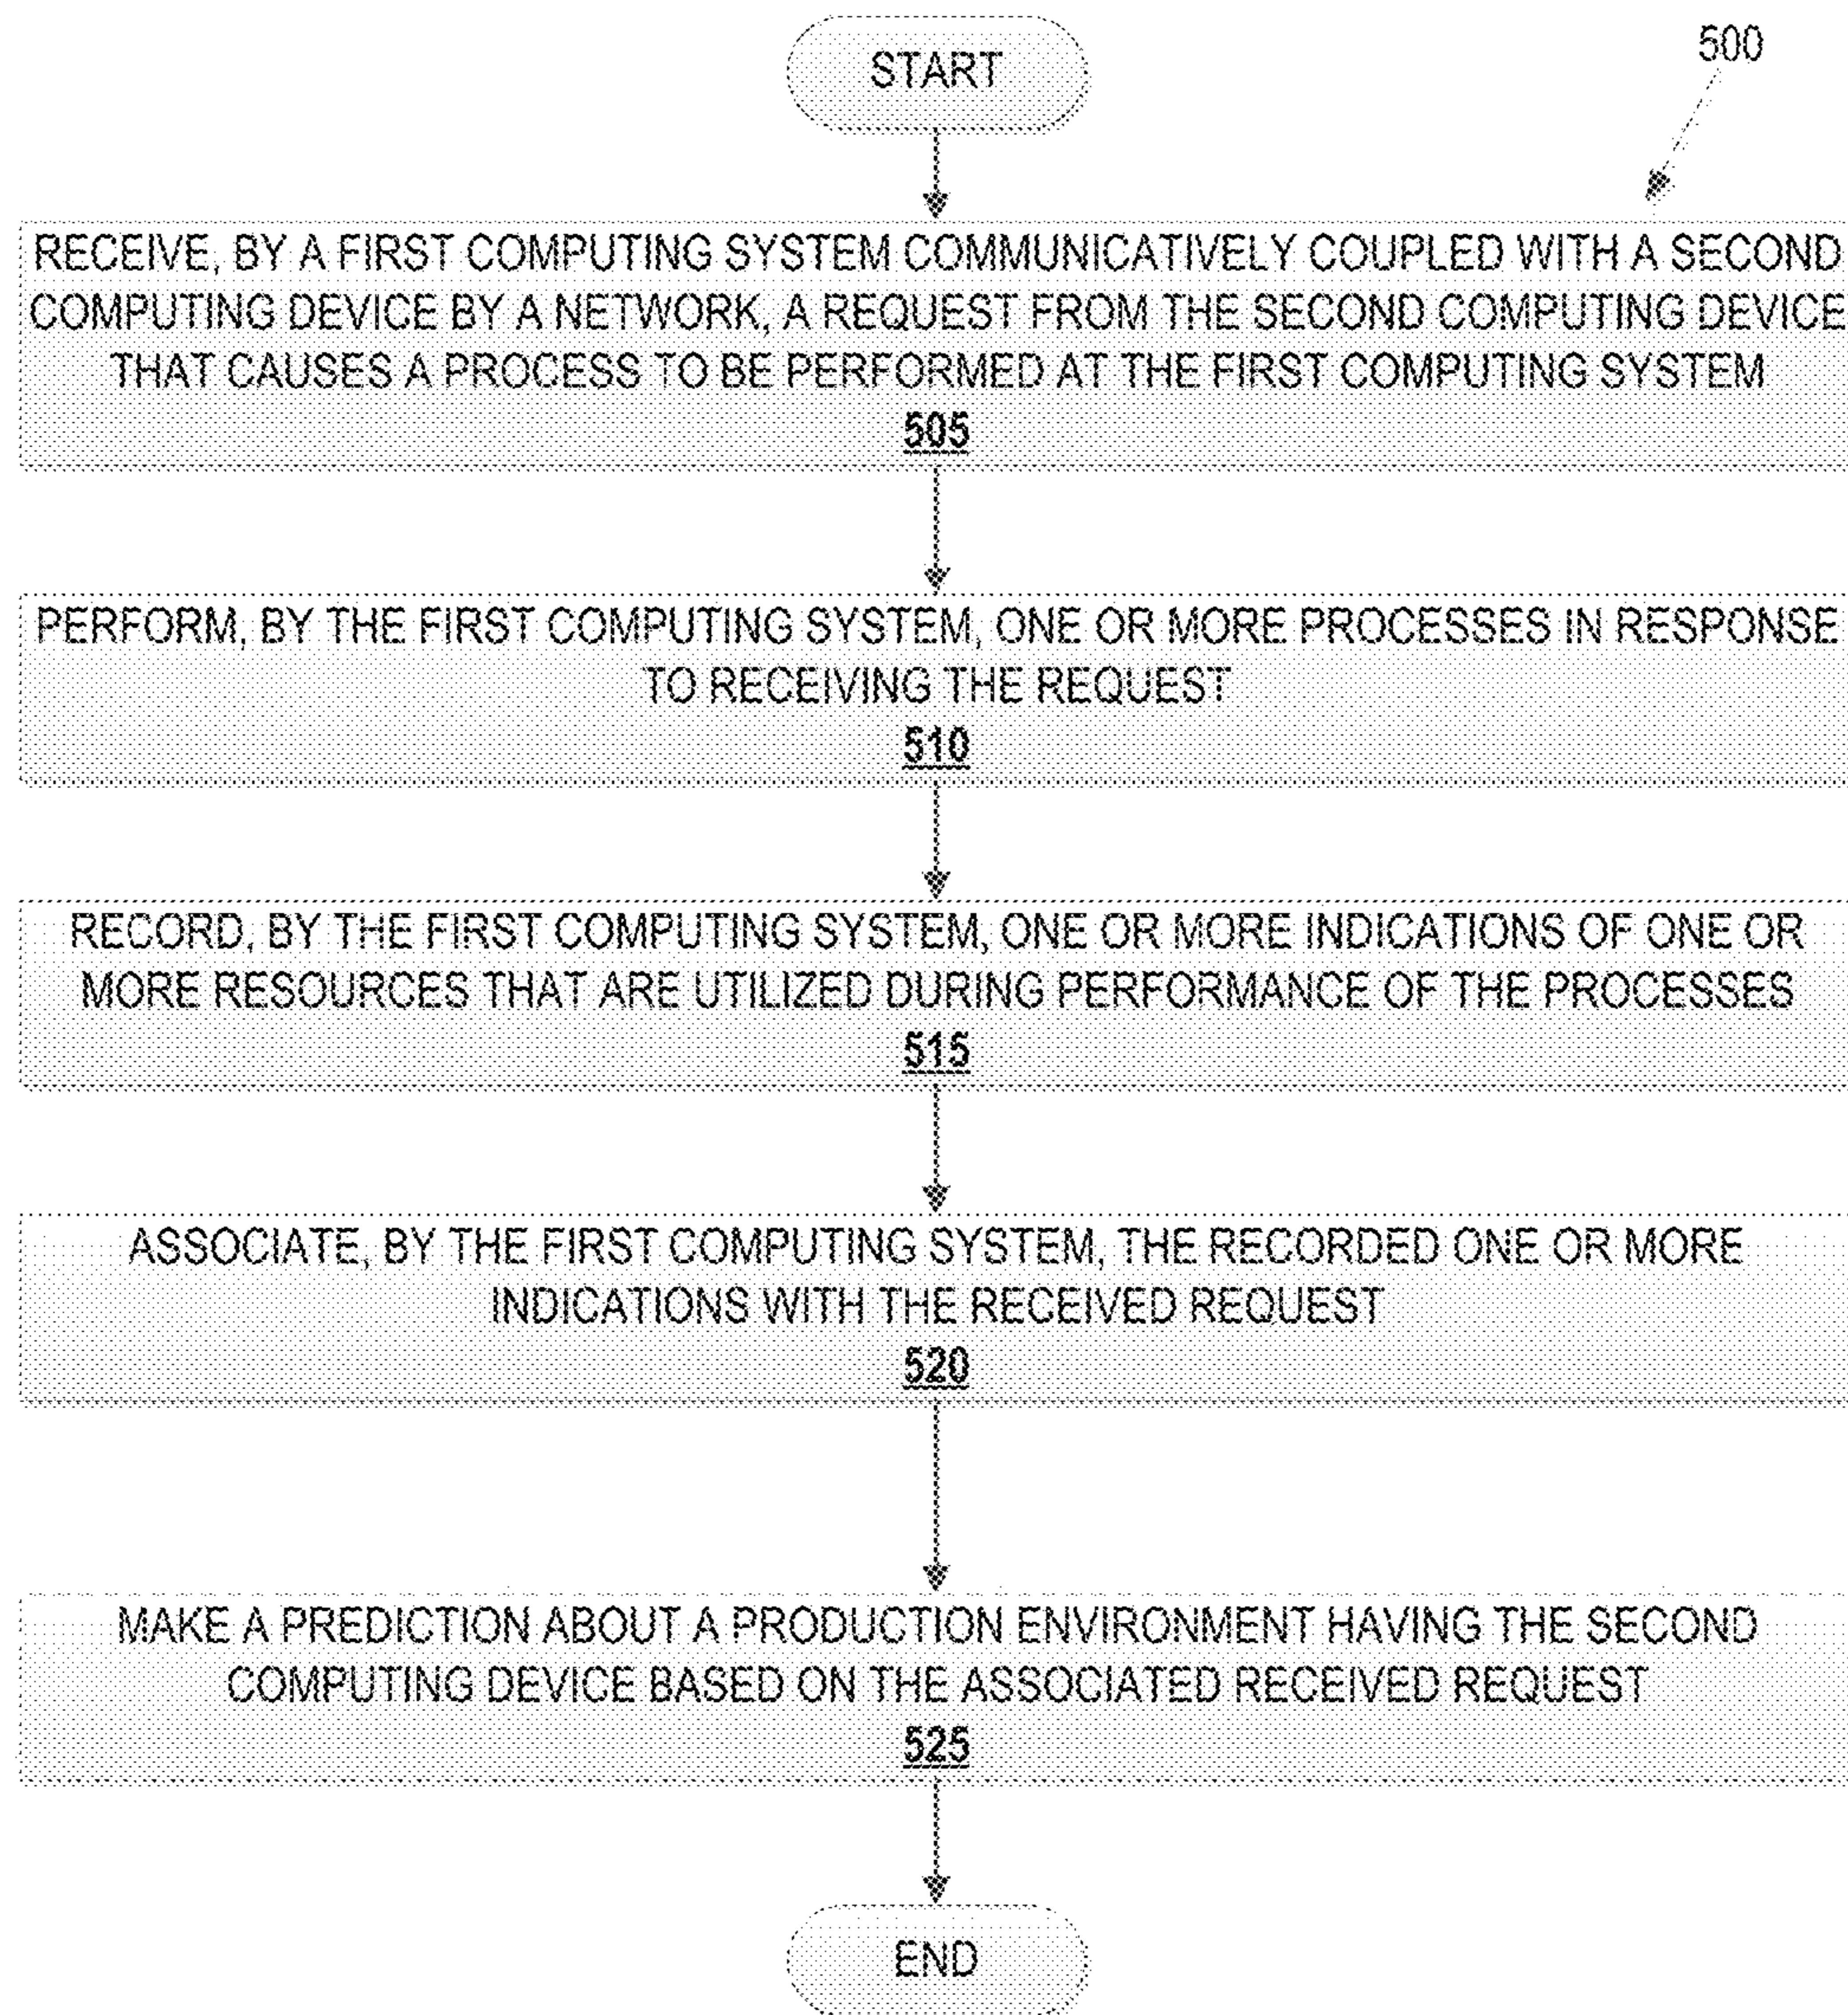 START
500
RECEIVE, BY A FIRST COMPUTING SYSTEM COMMUNICATIVELY COUPLED WITH A SECOND
COMPUTING DEVICE BY A NETWORK, A REQUEST FROM THE SECOND COMPUTING DEVICE
THAT CAUSES A PROCESS TO BE PERFORMED AT THE FIRST COMPUTING SYSTEM
505
PERFORM, BY THE FIRST COMPUTING SYSTEM, ONE OR MORE PROCESSES IN RESPONSE
TO RECEIVING THE REQUEST
510
RECORD, BY THE FIRST COMPUTING SYSTEM, ONE OR MORE INDICATIONS OF ONE OR
MORE RESOURCES THAT ARE UTILIZED DURING PERFORMANCE OF THE PROCESSES
515
ASSOCIATE, BY THE FIRST COMPUTING SYSTEM, THE RECORDED ONE OR MORE
INDICATIONS WITH THE RECEIVED REQUEST
520
MAKE A PREDICTION ABOUT A PRODUCTION ENVIRONMENT HAVING THE SECOND
COMPUTING DEVICE BASED ON THE ASSOCIATED RECEIVED REQUEST
525
END